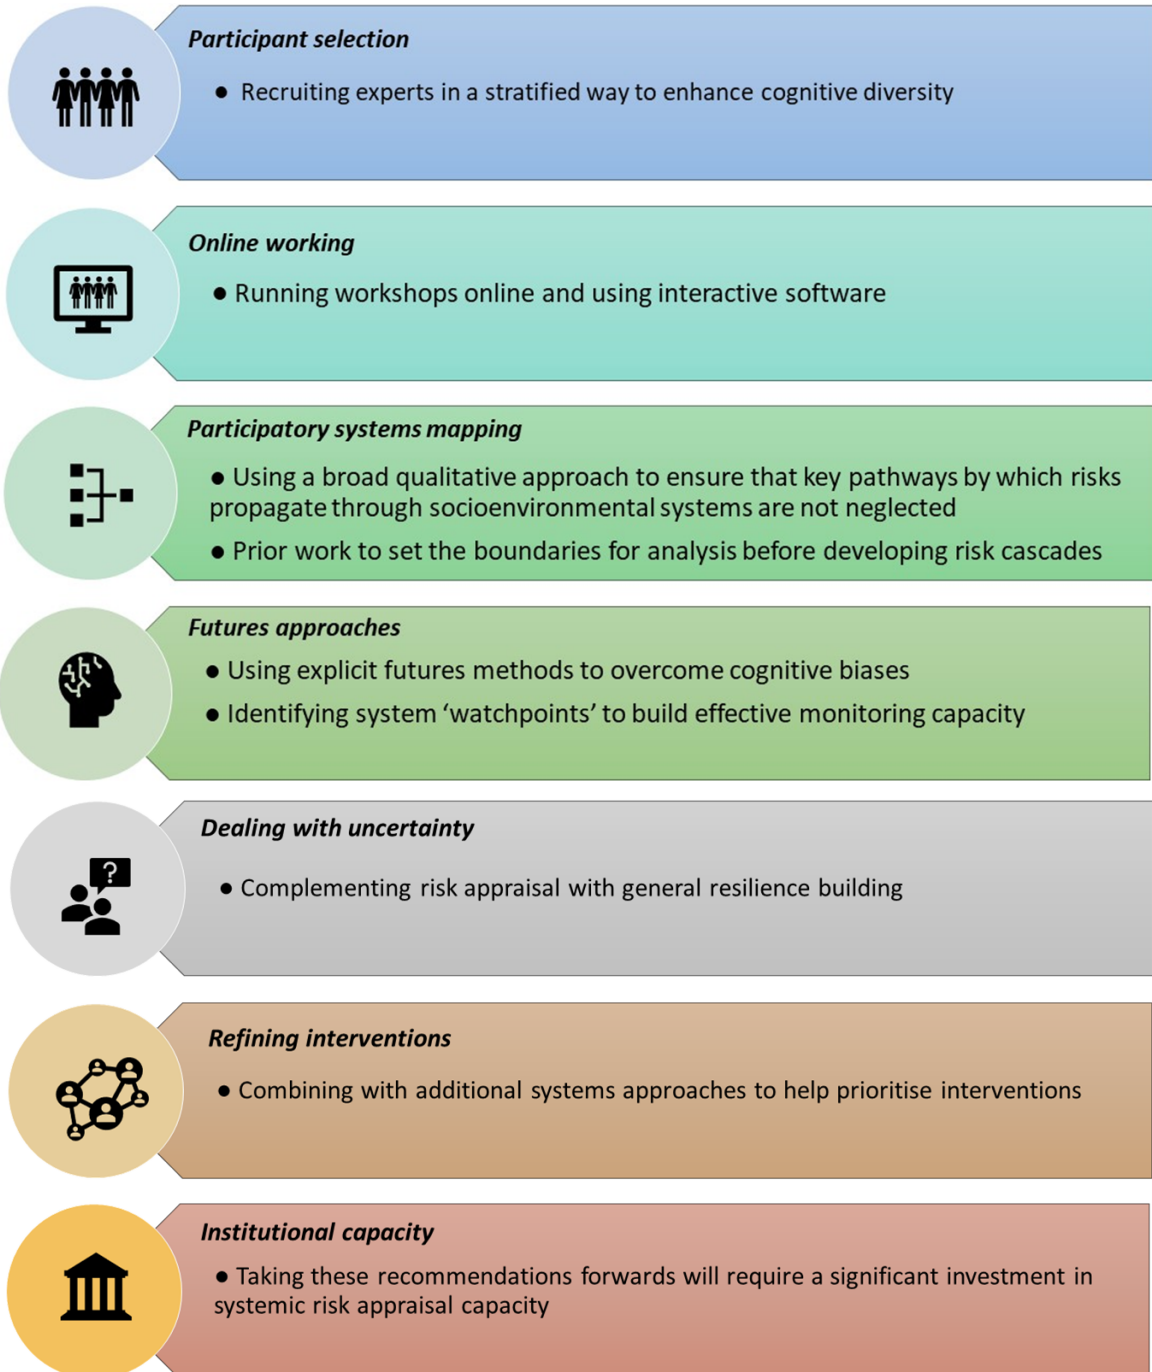 Participant selection
● Recruiting experts in a stratified way to enhance cognitive diversity
Online working
● Running workshops online and using interactive software
Participatory systems mapping
● Using a broad qualitative approach to ensure that key pathways by which risks
propagate through socioenvironmental systems are not neglected
● Prior work to set the boundaries for analysis before developing risk cascades
Futures approaches
● Using explicit futures methods to overcome cognitive biases
● Identifying system ‘watchpoints’ to build effective monitoring capacity
Dealing with uncertainty
?
● Complementing risk appraisal with general resilience building
Refining interventions
● Combining with additional systems approaches to help prioritise interventions
Institutional capacity
● Taking these recommendations forwards will require a significant investment in
systemic risk appraisal capacity